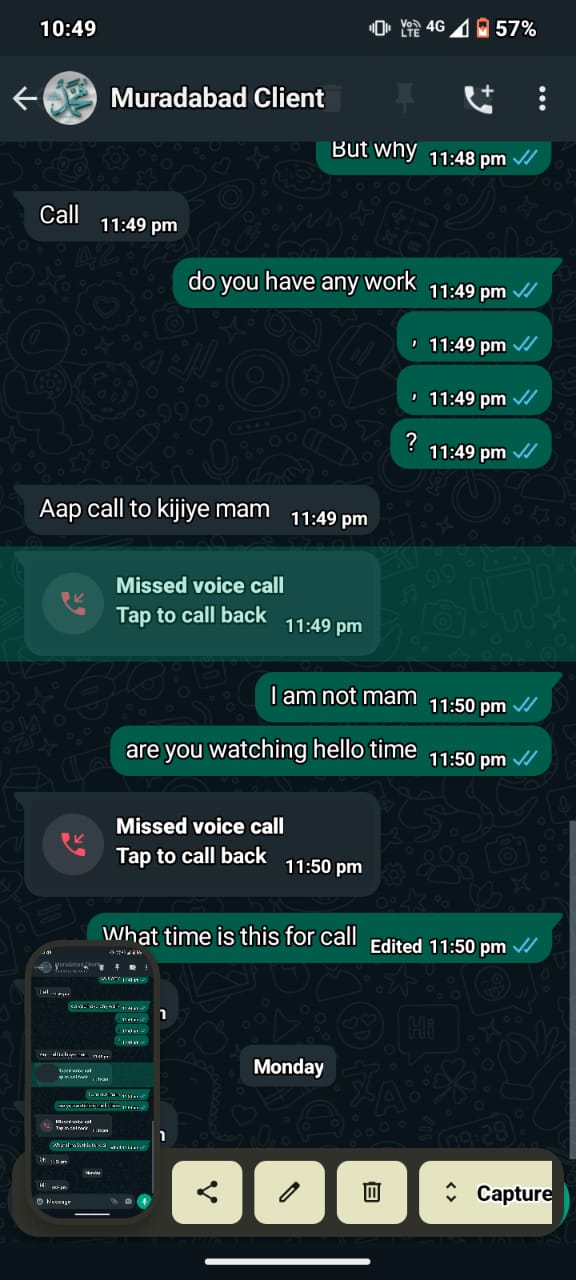 10:49
Vo LTE 4G 57%
Muradabad Client
But why 11:48 pm
Call 11:49 pm
do you have any work 11:49 pm
, 11:49 pm
, 11:49 pm
? 11:49 pm
Aap call to kijiye mam 11:49 pm
Missed voice call
Tap to call back 11:49 pm
I am not mam 11:50 pm
are you watching hello time 11:50 pm
Missed voice call
Tap to call back 11:50 pm
What time is this for call Edited 11:50 pm
Monday
Capture